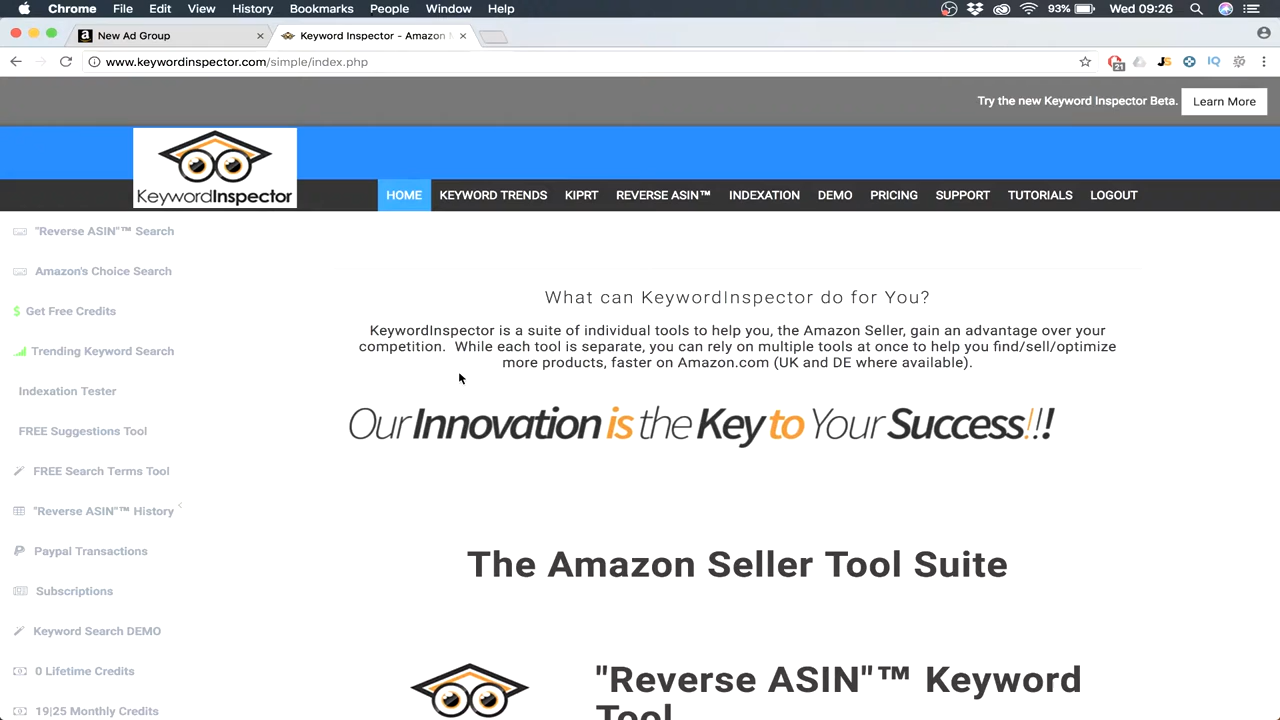 Chrome File Edit View History Bookmarks People Window Help 93% Wed 09:26
New Ad Group Keyword Inspector - Amazon
www.keywordinspector.com/simple/index.php
21 JS IQ
Try the new Keyword Inspector Beta. Learn More
KeywordInspector
HOME KEYWORD TRENDS KIPRT REVERSE ASIN™ INDEXATION DEMO PRICING SUPPORT TUTORIALS LOGOUT
"Reverse ASIN"™ Search
Amazon's Choice Search
$ Get Free Credits
Trending Keyword Search
Indexation Tester
FREE Suggestions Tool
FREE Search Terms Tool
"Reverse ASIN"™ History
Paypal Transactions
Subscriptions
Keyword Search DEMO
0 Lifetime Credits
19|25 Monthly Credits
What can KeywordInspector do for You?
KeywordInspector is a suite of individual tools to help you, the Amazon Seller, gain an advantage over your
competition. While each tool is separate, you can rely on multiple tools at once to help you find/sell/optimize
more products, faster on Amazon.com (UK and DE where available).
Our Innovation is the Key to Your Success!!!
The Amazon Seller Tool Suite
"Reverse ASIN"™ Keyword
Tool